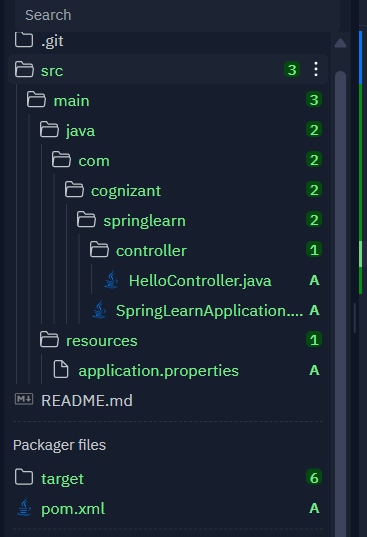 Search
.git
src 3
main 3
java 2
com 2
cognizant 2
springlearn 2
controller 1
HelloController.java A
SpringLearnApplication.... A
resources 1
application.properties A
M↓ README.md
Packager files
target 6
pom.xml A